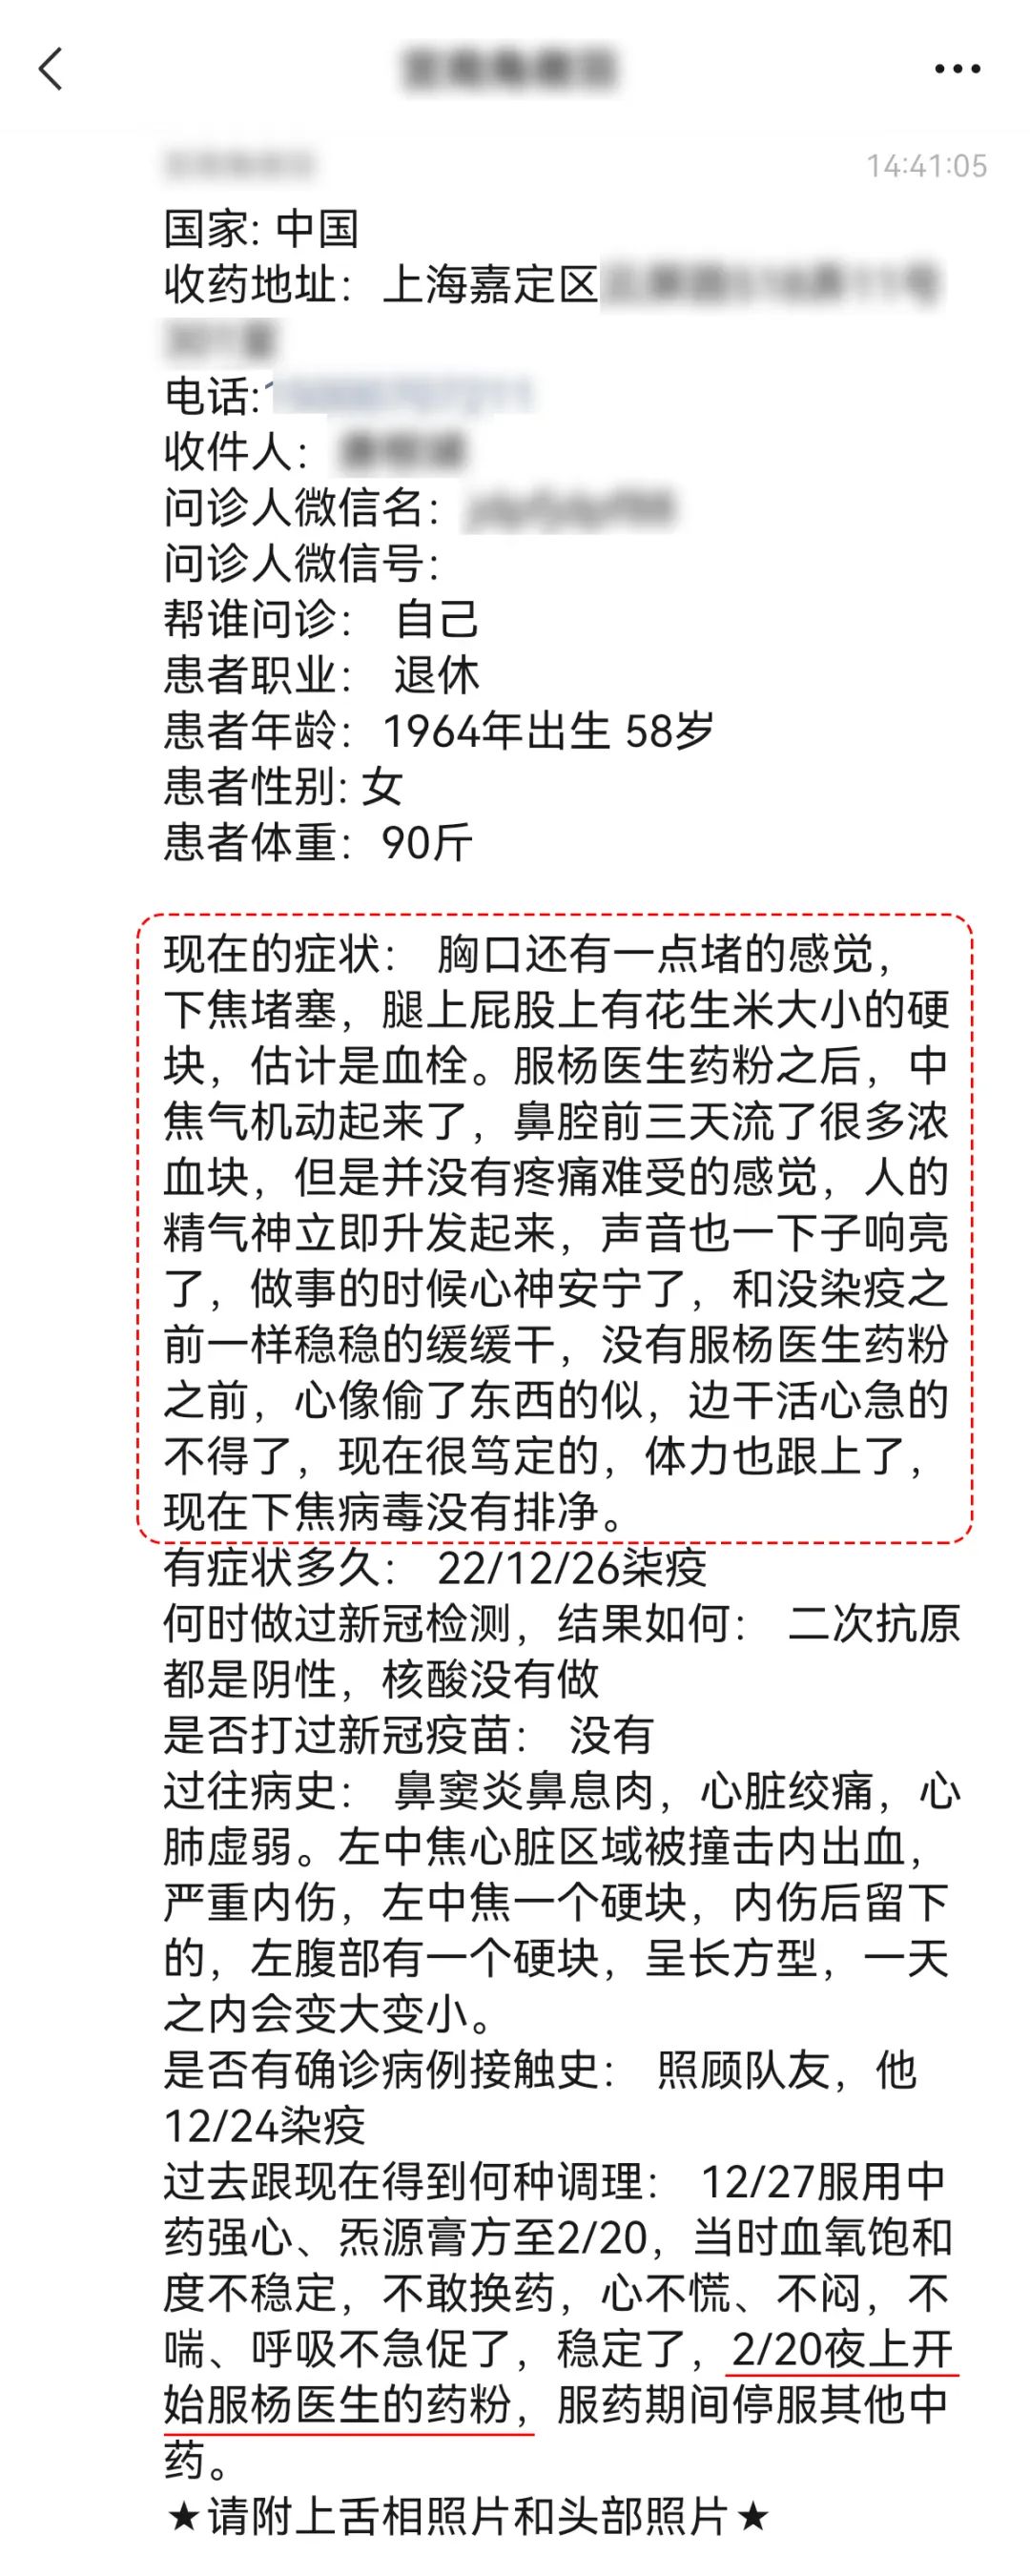 14:41:05
国家: 中国
收药地址： 上海嘉定区
电话:
收件人：
问诊人微信名：
问诊人微信号：
帮谁问诊： 自己
患者职业： 退休
患者年龄：1964年出生 58岁
患者性别: 女
患者体重：90斤
现在的症状： 胸口还有一点堵的感觉，
下焦堵塞，腿上屁股上有花生米大小的硬
块，估计是血栓。服杨医生药粉之后，中
焦气机动起来了，鼻腔前三天流了很多浓
血块，但是并没有疼痛难受的感觉，人的
精气神立即升发起来，声音也一下子响亮
了，做事的时候心神安宁了，和没染疫之
前一样稳稳的缓缓干，没有服杨医生药粉
之前，心像偷了东西的似，边干活心急的
不得了，现在很笃定的，体力也跟上了，
现在下焦病毒没有排净。
有症状多久： 22/12/26染疫
何时做过新冠检测，结果如何： 二次抗原
都是阴性，核酸没有做
是否打过新冠疫苗： 没有
过往病史： 鼻窦炎鼻息肉，心脏绞痛，心
肺虚弱。左中焦心脏区域被撞击内出血，
严重内伤，左中焦一个硬块，内伤后留下
的，左腹部有一个硬块，呈长方型，一天
之内会变大变小。
是否有确诊病例接触史： 照顾队友，他
12/24染疫
过去跟现在得到何种调理： 12/27服用中
药强心、炁源膏方至2/20，当时血氧饱和
度不稳定，不敢换药，心不慌、不闷，不
喘、呼吸不急促了，稳定了，2/20夜上开
始服杨医生的药粉，服药期间停服其他中
药。
★请附上舌相照片和头部照片★